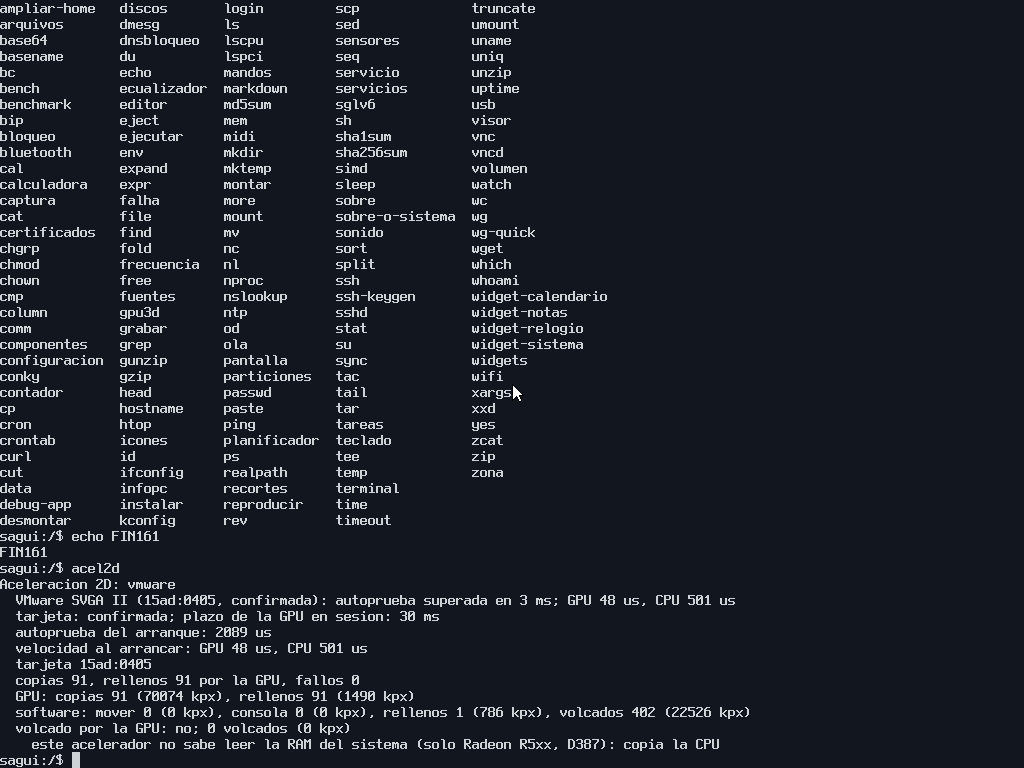 ampliar-home   discos       login        scp             truncate
arquivos       dmesg        ls           sed             umount
base64         dnsbloqueo   lscpu        sensores        uname
basename       du           lspci        seq             uniq
bc             echo         mandos       servicio        unzip
bench          ecualizador  markdown     servicios       uptime
benchmark      editor       md5sum       sglv6           usb
bip            eject        mem          sh              visor
bloqueo        ejecutar     midi         sha1sum         vnc
bluetooth      env          mkdir        sha256sum       vncd
cal            expand       mktemp       simd            volumen
calculadora    expr         montar       sleep           watch
captura        falha        more         sobre           wc
cat            file         mount        sobre-o-sistema wg
certificados   find         mv           sonido          wg-quick
chgrp          fold         nc           sort            wget
chmod          frecuencia   nl           split           which
chown          free         nproc        ssh             whoami
cmp            fuentes      nslookup     ssh-keygen      widget-calendario
column         gpu3d        ntp          sshd            widget-notas
comm           grabar       od           stat            widget-relogio
componentes    grep         ola          su              widget-sistema
configuracion  gunzip       pantalla     sync            widgets
conky          gzip         particiones  tac             wifi
contador       head         passwd       tail            xargs
cp             hostname     paste        tar             xxd
cron           htop         ping         tareas          yes
crontab        icones       planificador teclado         zcat
curl           id           ps           tee             zip
cut            ifconfig     realpath     temp            zona
data           infopc       recortes     terminal
debug-app      instalar     reproducir   time
desmontar      kconfig      rev          timeout
sagui:/$ echo FIN161
FIN161
sagui:/$ acel2d
Aceleracion 2D: vmware
  VMware SVGA II (15ad:0405, confirmada): autoprueba superada en 3 ms; GPU 48 us, CPU 501 us
  tarjeta: confirmada; plazo de la GPU en sesion: 30 ms
  autoprueba del arranque: 2089 us
  velocidad al arrancar: GPU 48 us, CPU 501 us
  tarjeta 15ad:0405
  copias 91, rellenos 91 por la GPU, fallos 0
  GPU: copias 91 (70074 kpx), rellenos 91 (1490 kpx)
  software: mover 0 (0 kpx), consola 0 (0 kpx), rellenos 1 (786 kpx), volcados 402 (22526 kpx)
  volcado por la GPU: no; 0 volcados (0 kpx)
    este acelerador no sabe leer la RAM del sistema (solo Radeon R5xx, D387): copia la CPU
sagui:/$